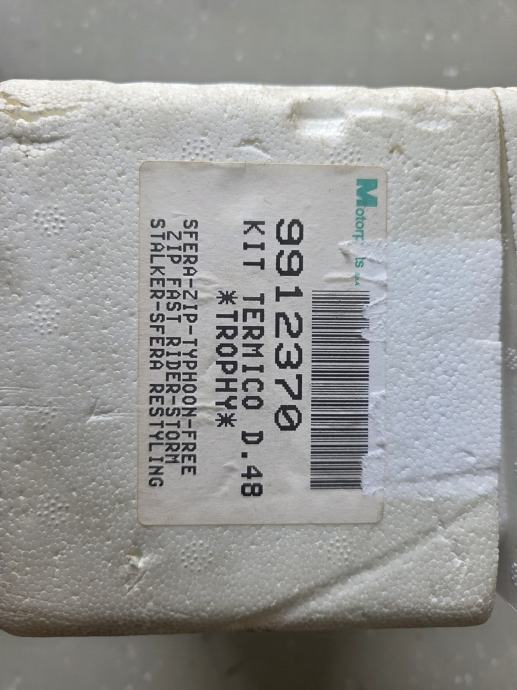 9912370
KIT TERMICO D.48
*TROPHY*
SFERA-ZIP-TYPHOON-FREE
ZIP FAST RIDER-STORM
STALKER-SFERA RESTYLING